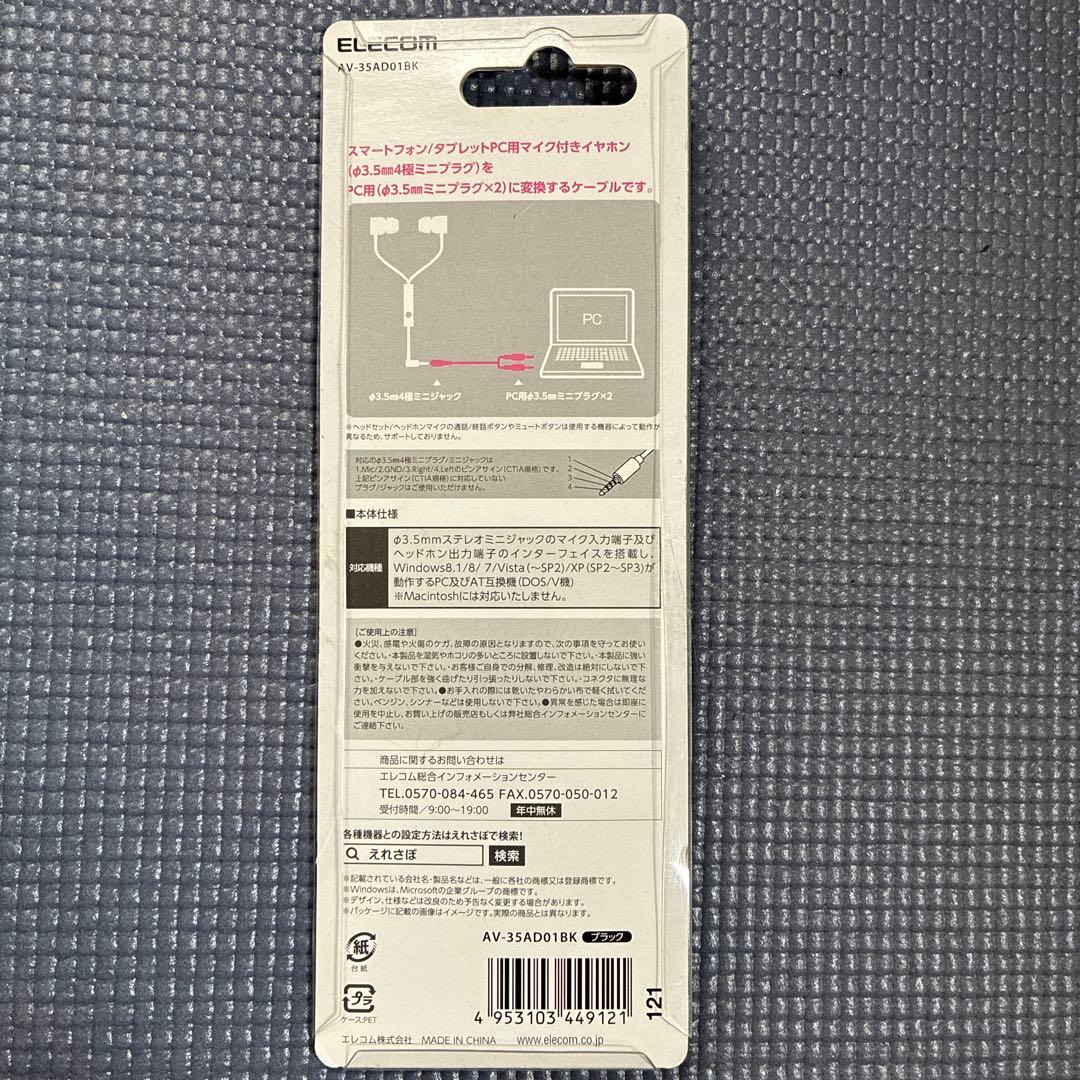 ELECOM
AV-35AD01BK
スマートフォン/タブレットPC用マイク付きイヤホン
(φ3.5㎜4極ミニプラグ)を
PC用(φ3.5㎜ミニプラグ×2)に変換するケーブルです。
PC
φ3.5㎜4極ミニジャック
PC用φ3.5㎜ミニプラグ×2
※ヘッドセット/ヘッドホンマイクの通話/終話ボタンやミュートボタンは使用する機器によって動作が
異なるため、サポートしておりません。
対応のφ3.5㎜4極ミニプラグ/ミニジャックは
1.Mic/2.GND/3.Right/4.Leftのピンアサイン(CTIA規格)です。
上記ピンアサイン(CTIA規格)に対応していない
プラグ/ジャックはご使用いただけません。
1
2
3
4
■本体仕様
対応機種
φ3.5mmステレオミニジャックのマイク入力端子及び
ヘッドホン出力端子のインターフェイスを搭載し、
Windows8.1/8/ 7/Vista(～SP2)/XP(SP2～SP3)が
動作するPC及びAT互換機(DOS/V機)
※Macintoshには対応いたしません。
[ご使用上の注意]
●火災、感電や火傷のケガ、故障の原因となりますので、次の事項を守ってお使い
ください。・本製品を湿気やホコリの多いところに設置しないで下さい。・本製品に強い
衝撃を与えないで下さい。・お客様ご自身での分解、修理、改造は絶対にしないで下
さい。・ケーブル部を強く曲げたり引っ張ったりしないで下さい。・コネクタに無理な
力を加えないで下さい。●お手入れの際には乾いたやわらかい布で軽く拭いてくだ
さい。ベンジン、シンナーなどは使用しないで下さい。●異常を感じた場合は即座に
使用を中止し、お買い上げの販売店もしくは弊社総合インフォメーションセンターに
ご連絡下さい。
商品に関するお問い合わせは
エレコム総合インフォメーションセンター
TEL.0570-084-465 FAX.0570-050-012
受付時間/9:00～19:00 年中無休
各種機器との設定方法はえれさぽで検索!
えれさぽ 検索
※記載されている会社名・製品名などは、一般に各社の商標又は登録商標です。
※Windowsは、Microsoftの企業グループの商標です。
※デザイン、仕様などは改良のため予告なく変更する場合があります。
※パッケージに記載の画像はイメージです。実際の商品とは異なります。
AV-35AD01BK ブラック
紙
台紙
プラ
ケース:PET
4 953103 449121
121
エレコム株式会社 MADE IN CHINA www.elecom.co.jp